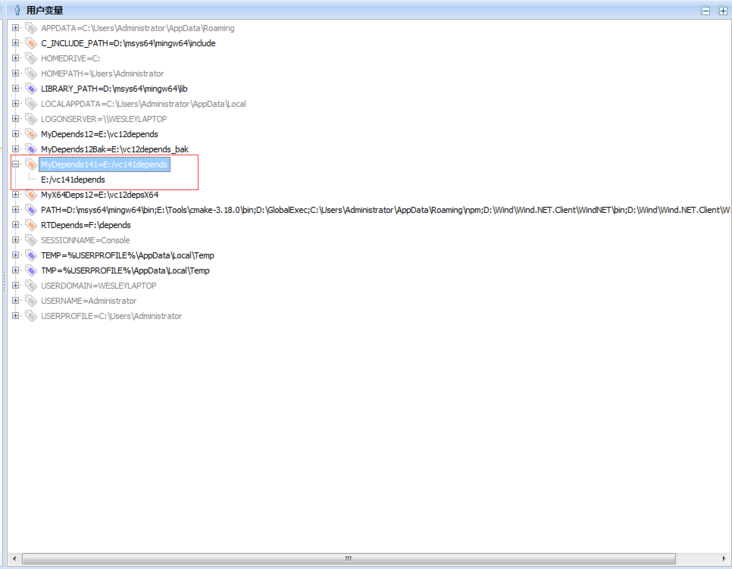 用户变量
APPDATA=C:\Users\Administrator\AppData\Roaming
C_INCLUDE_PATH=D:\msys64\mingw64\include
HOMEDRIVE=C:
HOMEPATH=\Users\Administrator
LIBRARY_PATH=D:\msys64\mingw64\lib
LOCALAPPDATA=C:\Users\Administrator\AppData\Local
LOGONSERVER=\\WESLEYLAPTOP
MyDepends12=E:\vc12depends
MyDepends12Bak=E:\vc12depends_bak
MyDepends141=E:/vc141depends
E:/vc141depends
MyX64Deps12=E:\vc12depsX64
PATH=D:\msys64\mingw64\bin;E:\Tools\cmake-3.18.0\bin;D:\GlobalExec;C:\Users\Administrator\AppData\Roaming\npm;D:\Wind\Wind.NET.Client\WindNET\bin;D:\Wind\Wind.NET.Client\W
RTDepends=F:\depends
SESSIONNAME=Console
TEMP=%USERPROFILE%\AppData\Local\Temp
TMP=%USERPROFILE%\AppData\Local\Temp
USERDOMAIN=WESLEYLAPTOP
USERNAME=Administrator
USERPROFILE=C:\Users\Administrator